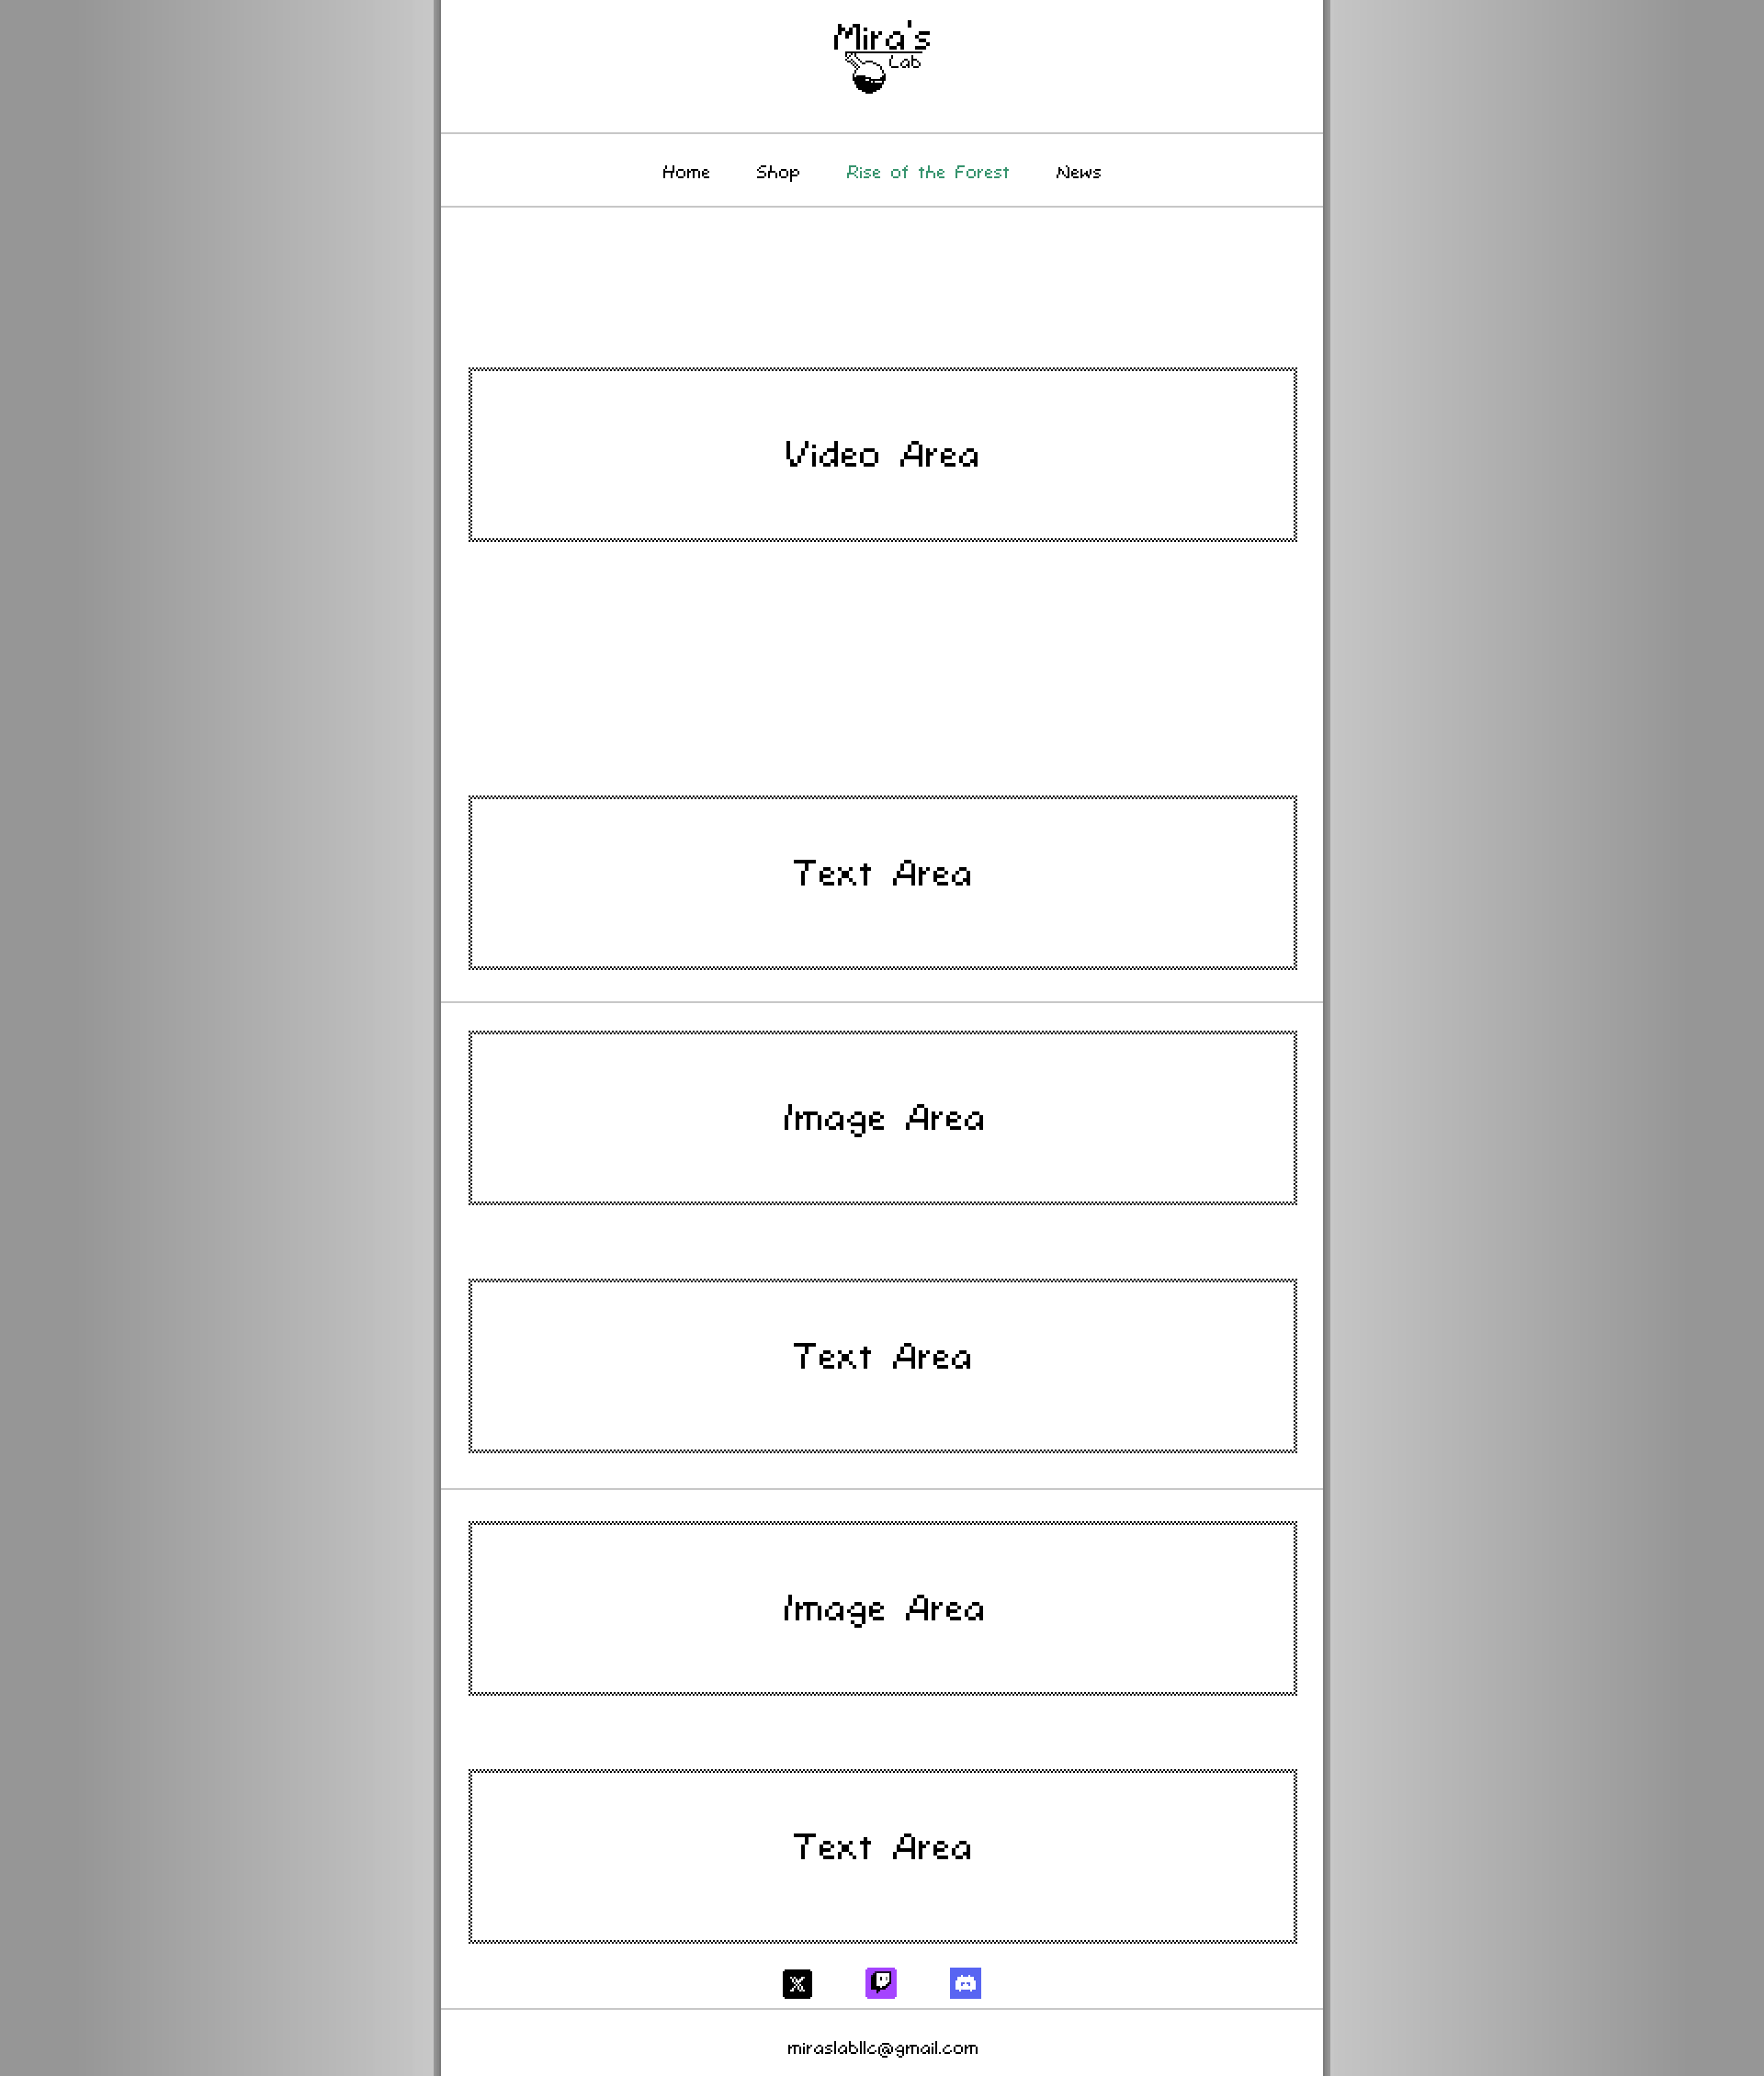 Mira's
Lab
Home Shop Rise of the Forest News
Video Area
Text Area
Image Area
Text Area
Image Area
Text Area
X
miraslabllc@gmail.com